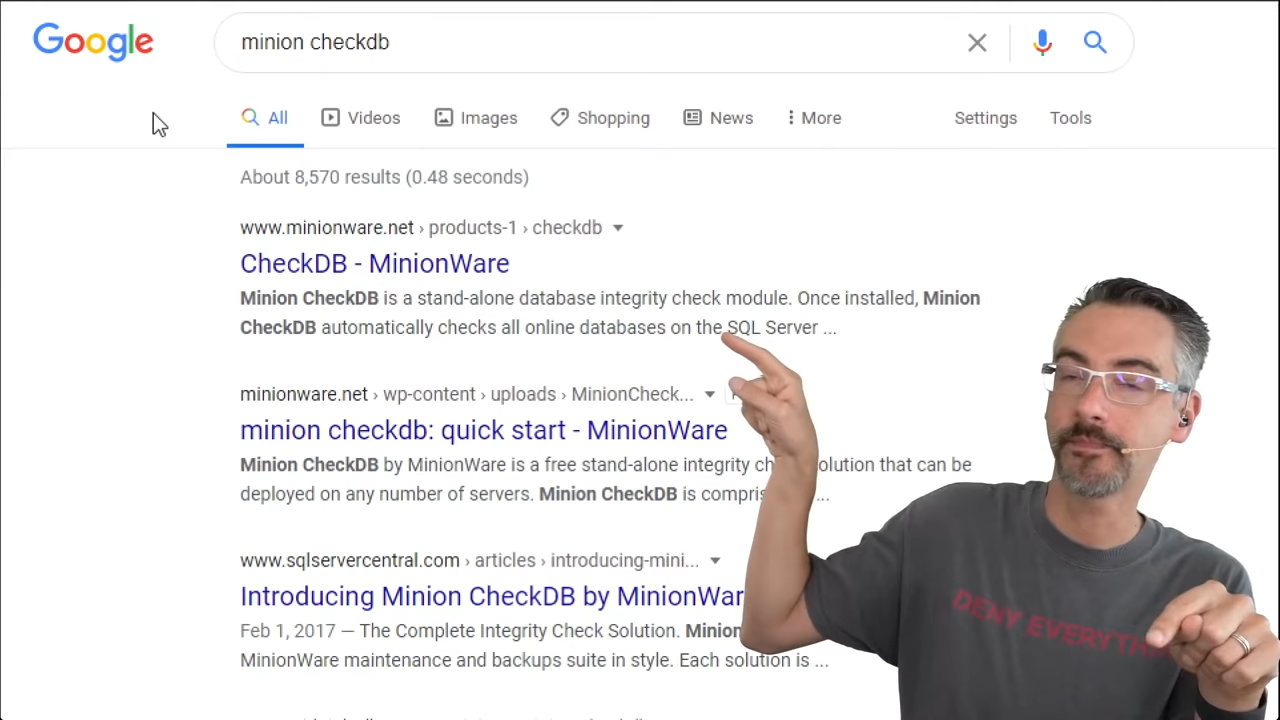 Google
minion checkdb
All Videos Images Shopping News More Settings Tools
About 8,570 results (0.48 seconds)
www.minionware.net › products-1 › checkdb
CheckDB - MinionWare
Minion CheckDB is a stand-alone database integrity check module. Once installed, Minion
CheckDB automatically checks all online databases on the SQL Server ...
minionware.net › wp-content › uploads › MinionCheck...
minion checkdb: quick start - MinionWare
Minion CheckDB by MinionWare is a free stand-alone integrity that can be
deployed on any number of servers. Minion CheckDB is ...
www.sqlservercentral.com › articles › introducing-mini...
Introducing Minion CheckDB by
Feb 1, 2017 — The Complete Integrity Check Solution. Minion
MinionWare maintenance and backups suite in style. Each solution is ...
DENY